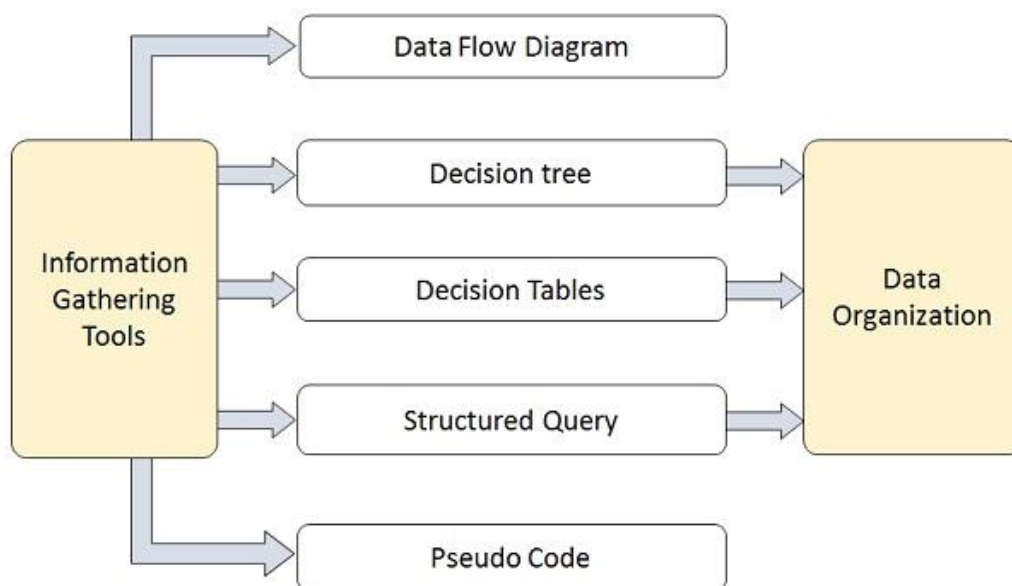 Data Flow Diagram
Decision tree
Information
Gathering
Tools
Decision Tables
Data
Organization
Structured Query
Pseudo Code